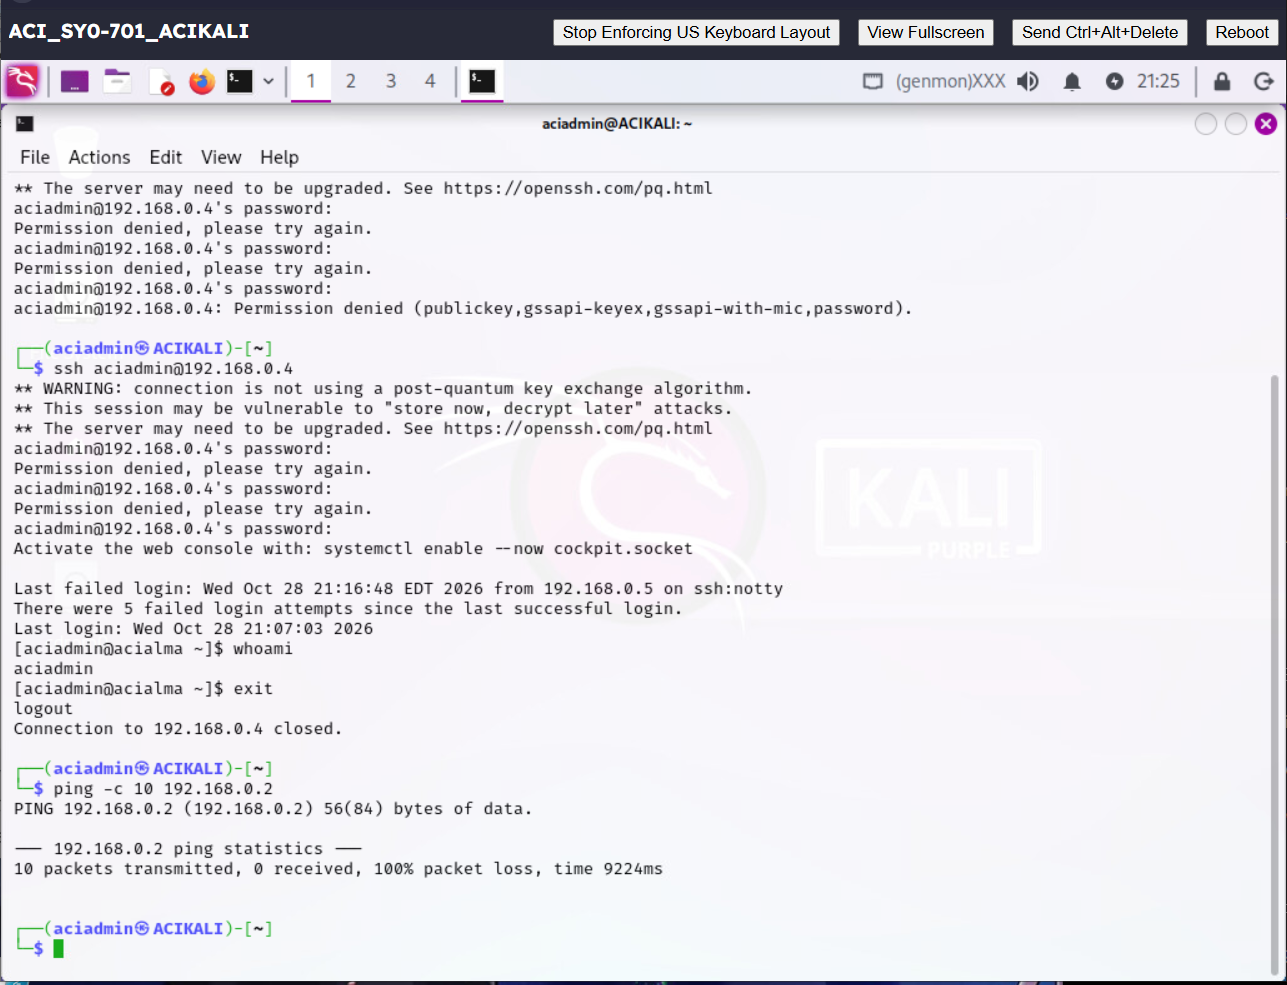 ACI_SY0-701_ACIKALI
Stop Enforcing US Keyboard Layout
View Fullscreen
Send Ctrl+Alt+Delete
Reboot
1 2 3 4
(genmon)XXX
21:25
aciadmin@ACIKALI: ~
File Actions Edit View Help
** The server may need to be upgraded. See https://openssh.com/pq.html
aciadmin@192.168.0.4's password:
Permission denied, please try again.
aciadmin@192.168.0.4's password:
Permission denied, please try again.
aciadmin@192.168.0.4's password:
aciadmin@192.168.0.4: Permission denied (publickey,gssapi-keyex,gssapi-with-mic,password).
┌──(aciadmin㉿ACIKALI)-[~]
└─$ ssh aciadmin@192.168.0.4
** WARNING: connection is not using a post-quantum key exchange algorithm.
** This session may be vulnerable to "store now, decrypt later" attacks.
** The server may need to be upgraded. See https://openssh.com/pq.html
aciadmin@192.168.0.4's password:
Permission denied, please try again.
aciadmin@192.168.0.4's password:
Permission denied, please try again.
aciadmin@192.168.0.4's password:
Activate the web console with: systemctl enable --now cockpit.socket
Last failed login: Wed Oct 28 21:16:48 EDT 2026 from 192.168.0.5 on ssh:notty
There were 5 failed login attempts since the last successful login.
Last login: Wed Oct 28 21:07:03 2026
[aciadmin@acialma ~]$ whoami
aciadmin
[aciadmin@acialma ~]$ exit
logout
Connection to 192.168.0.4 closed.
┌──(aciadmin㉿ACIKALI)-[~]
└─$ ping -c 10 192.168.0.2
PING 192.168.0.2 (192.168.0.2) 56(84) bytes of data.
--- 192.168.0.2 ping statistics ---
10 packets transmitted, 0 received, 100% packet loss, time 9224ms
┌──(aciadmin㉿ACIKALI)-[~]
└─$
KALI
PURPLE